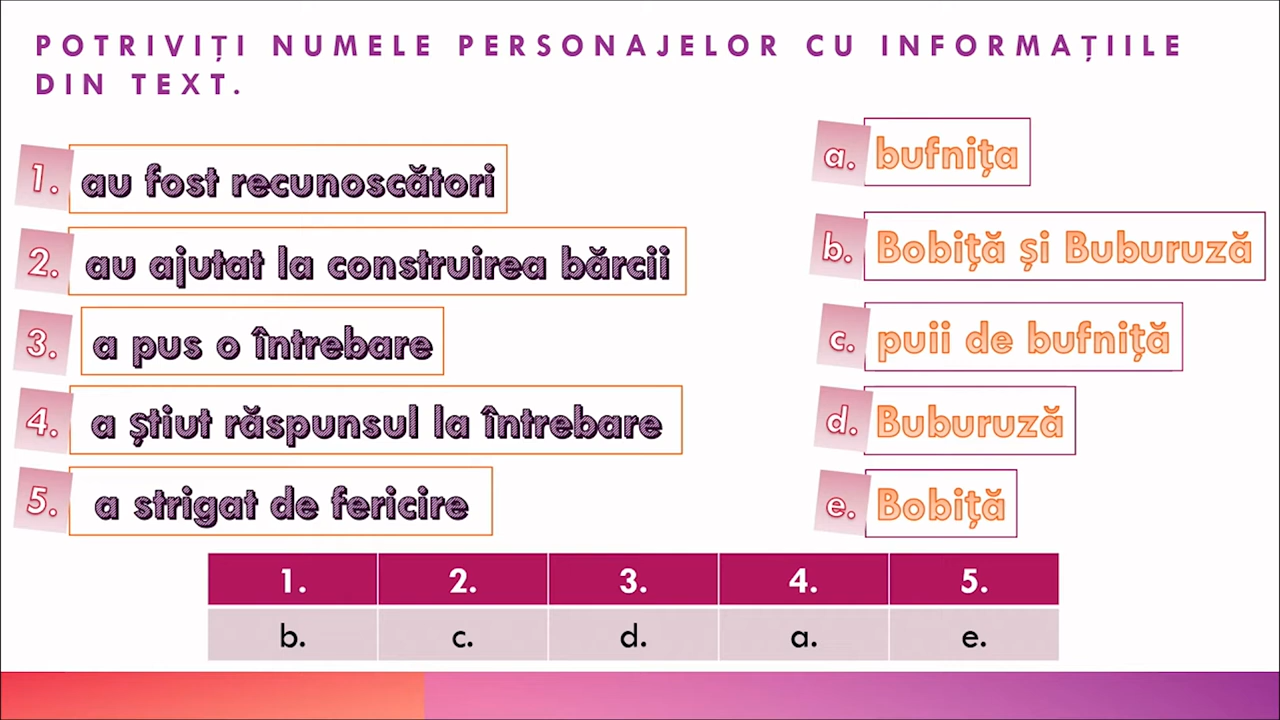 POTRIVIȚI NUMELE PERSONAJELOR CU INFORMAȚIILE
DIN TEXT.
1. au fost recunoscători
2. au ajutat la construirea bărcii
3. a pus o întrebare
4. a știut răspunsul la întrebare
5. a strigat de fericire
a. bufnița
b. Bobiță și Buburuză
c. puii de bufniță
d. Buburuză
e. Bobiță
1. 2. 3. 4. 5.
b. c. d. a. e.